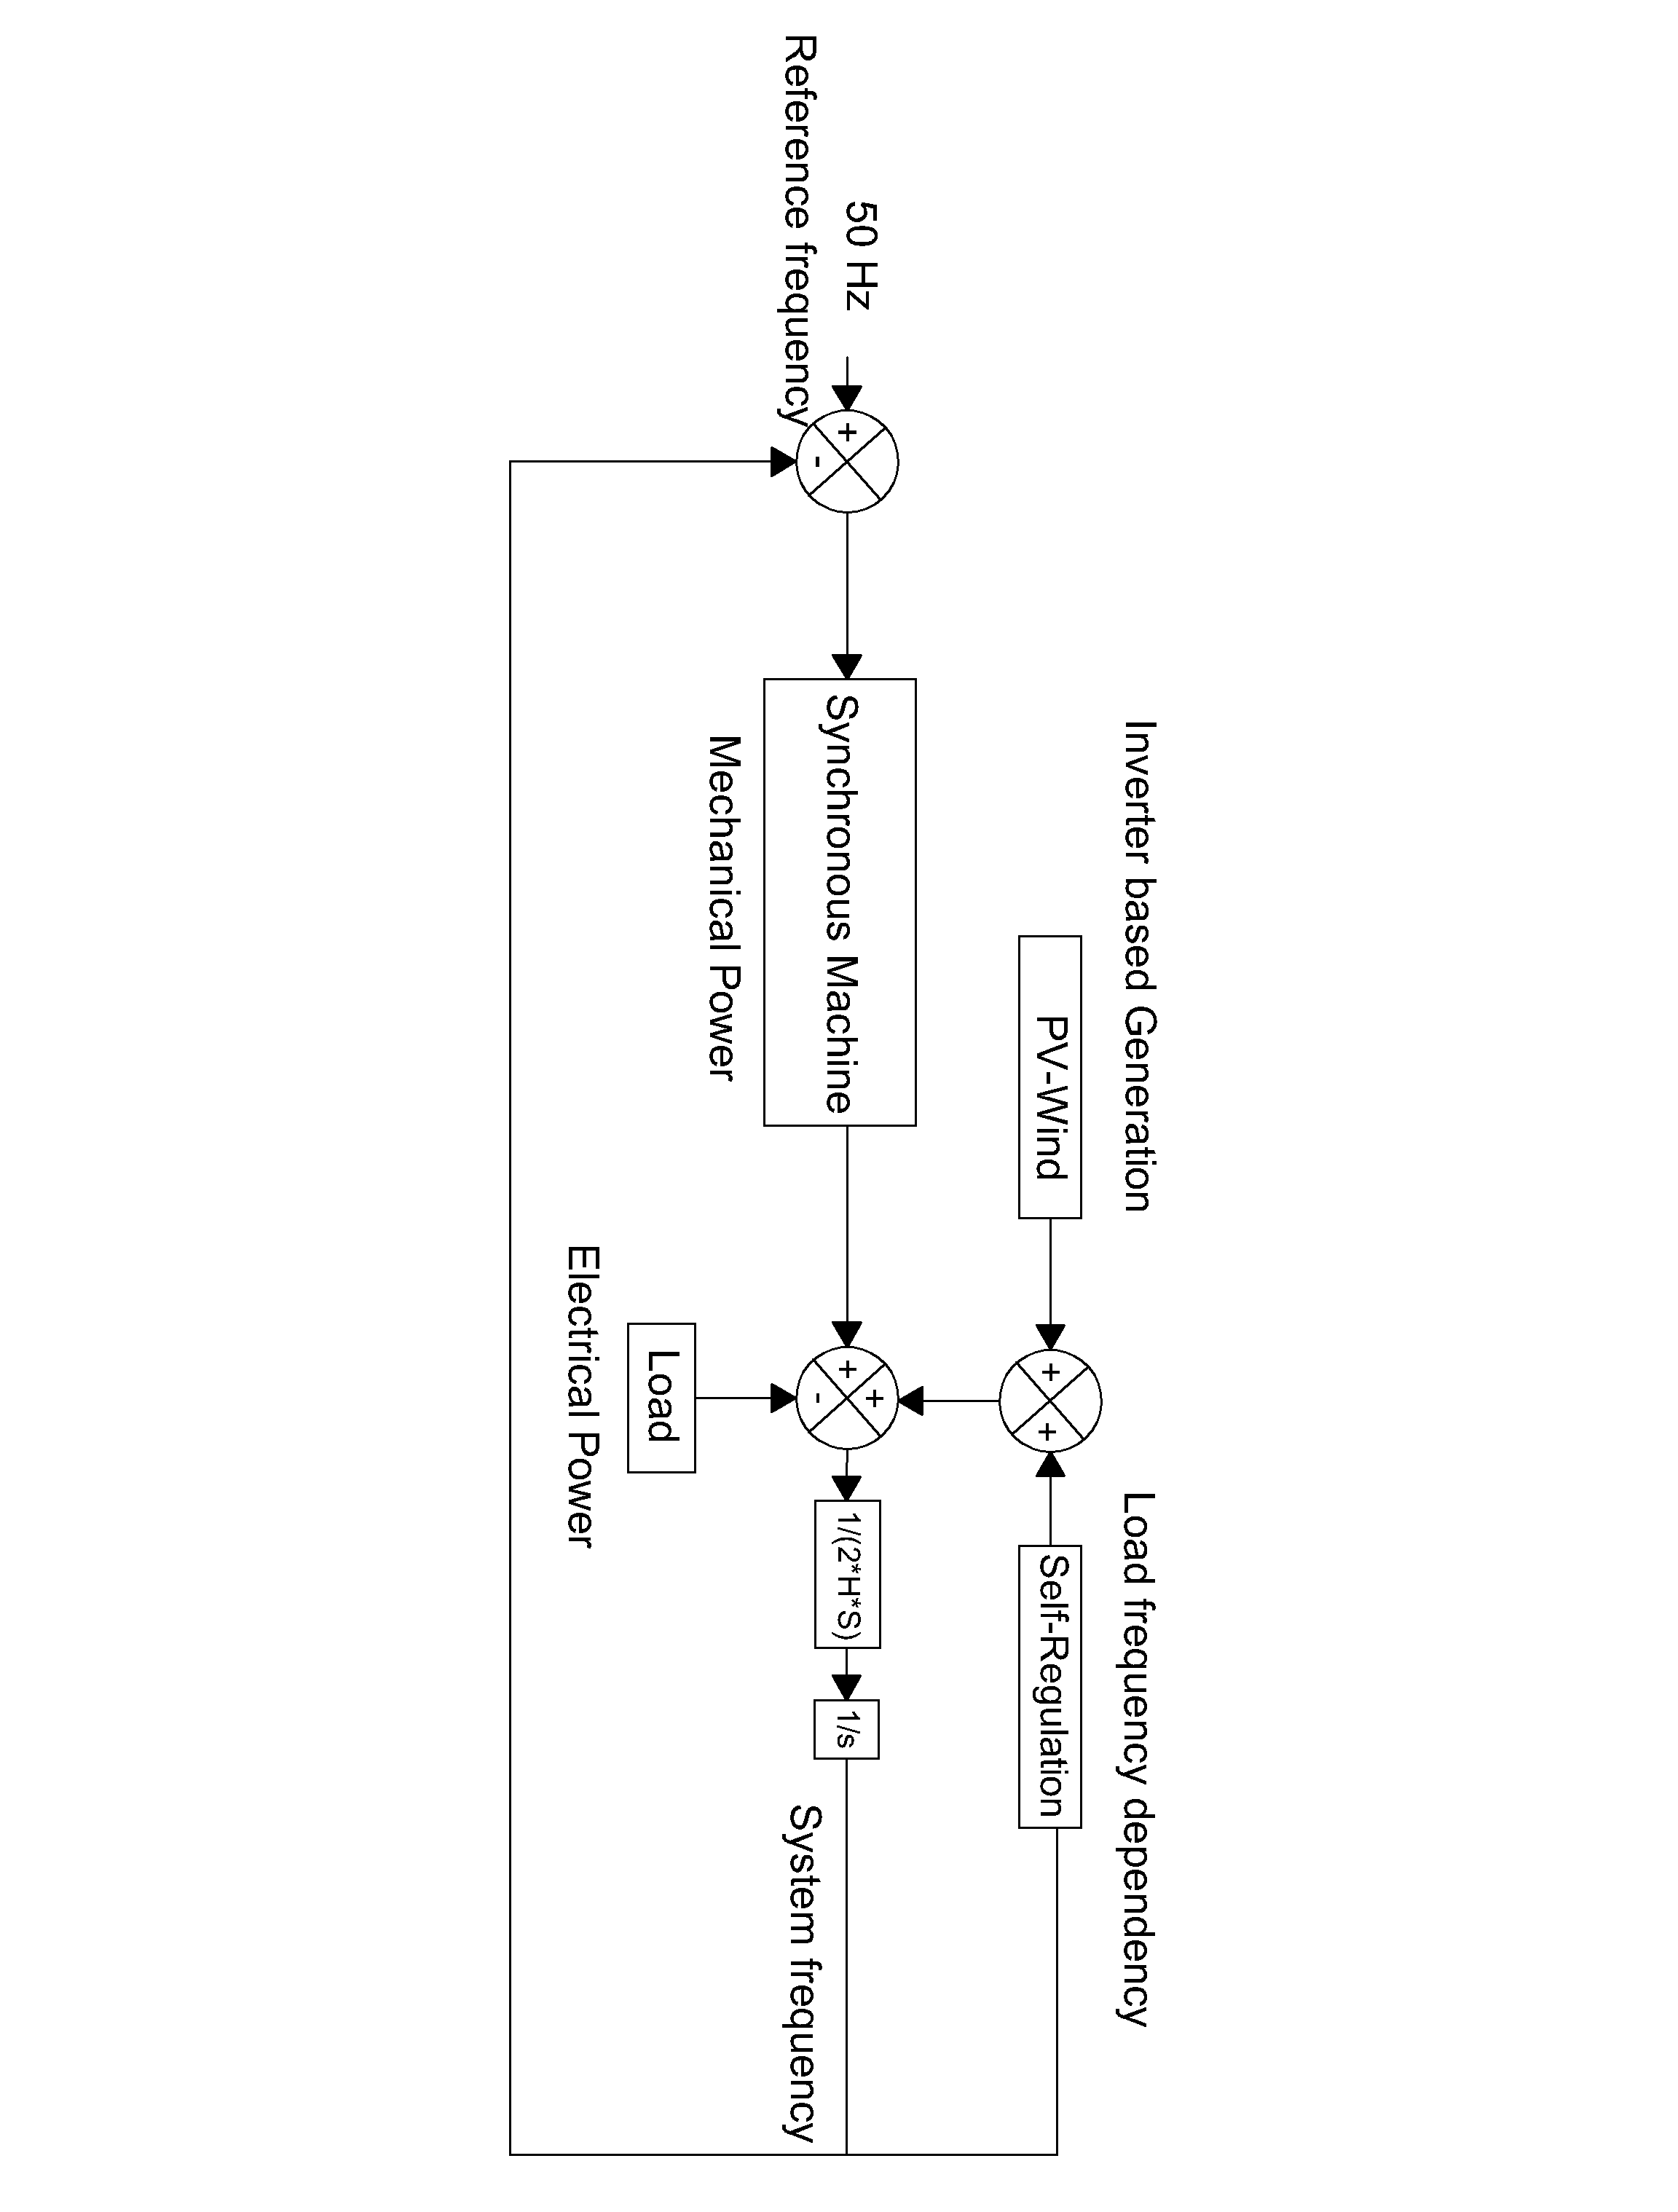 Inverter based Generation
Load frequency dependency
PV-Wind
+
+
Self-Regulation
50 Hz
Reference frequency
+
-
Synchronous Machine
Mechanical Power
+
+
-
1/(2*H*S)
1/s
System frequency
Load
Electrical Power